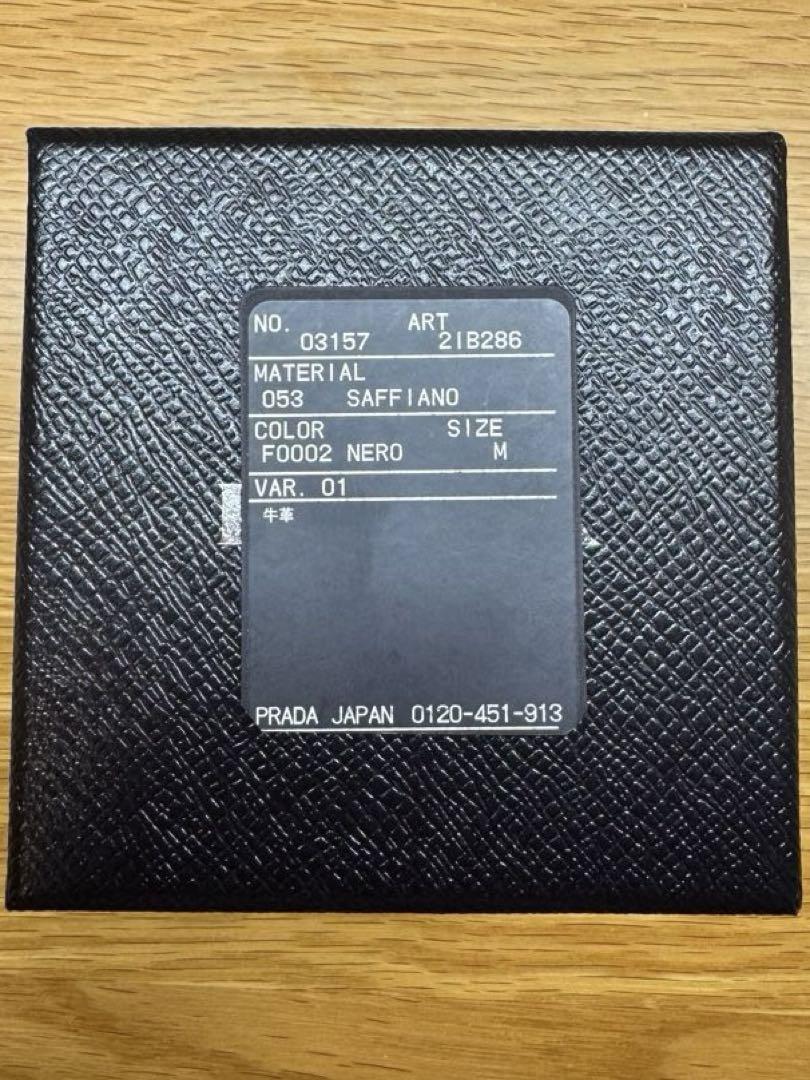 NO. ART
03157 2IB286
MATERIAL
053 SAFFIANO
COLOR SIZE
F0002 NERO M
VAR. 01
牛革
PRADA JAPAN 0120-451-913